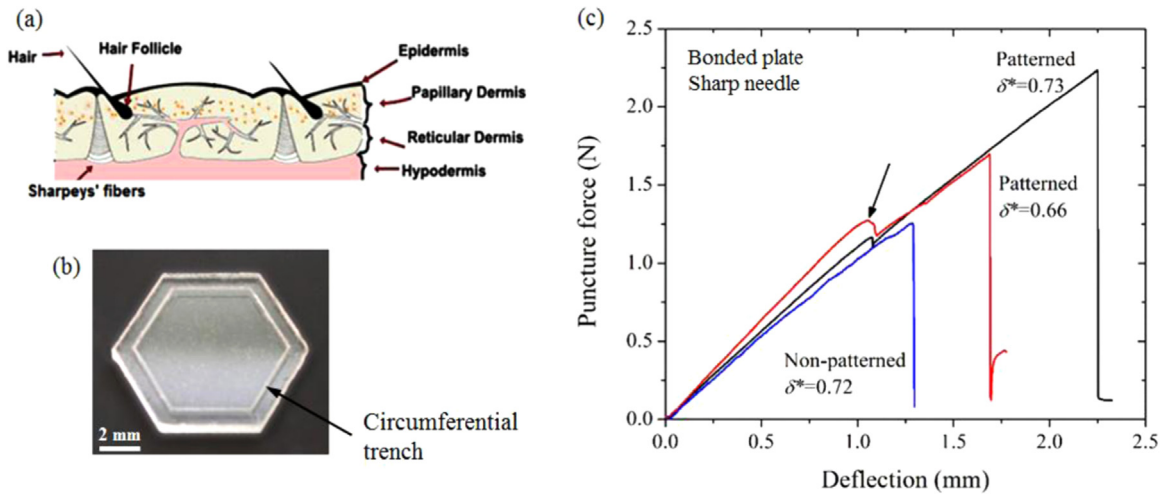 (a)
Hair
Hair Follicle
Epidermis
Papillary Dermis
Reticular Dermis
Hypodermis
Sharpeys' fibers
(b)
2 mm
Circumferential
trench
(c)
Puncture force (N)
2.5
2.0
1.5
1.0
0.5
0.0
Bonded plate
Sharp needle
Patterned
δ*=0.73
Patterned
δ*=0.66
Non-patterned
δ*=0.72
0.0 0.5 1.0 1.5 2.0 2.5
Deflection (mm)